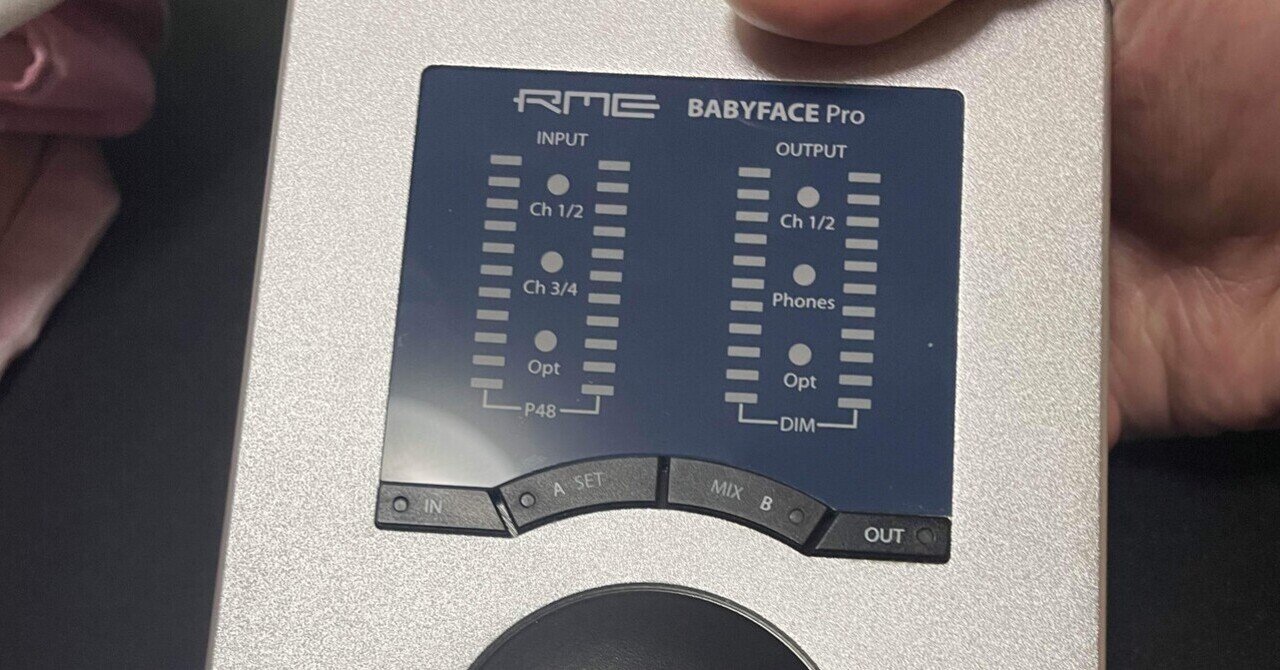 RME BABYFACE Pro
INPUT
Ch 1/2
Ch 3/4
Opt
P48
OUTPUT
Ch 1/2
Phones
Opt
DIM
IN
A SET
MIX B
OUT